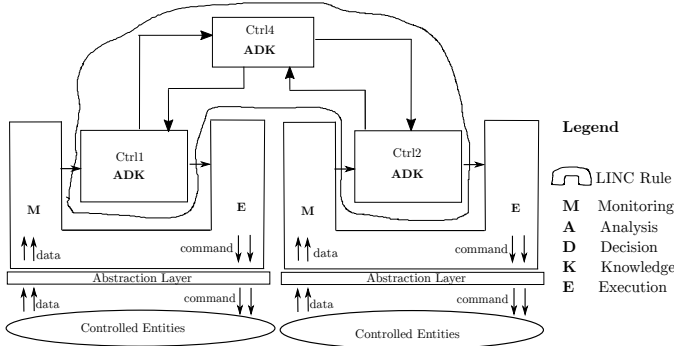 Ctrl4
ADK
Ctrl1
ADK
Ctrl2
ADK
M
E
M
E
data
command
data
command
Abstraction Layer
Abstraction Layer
data
command
data
command
Controlled Entities
Controlled Entities
Legend
LINC Rule
M Monitoring
A Analysis
D Decision
K Knowledge
E Execution